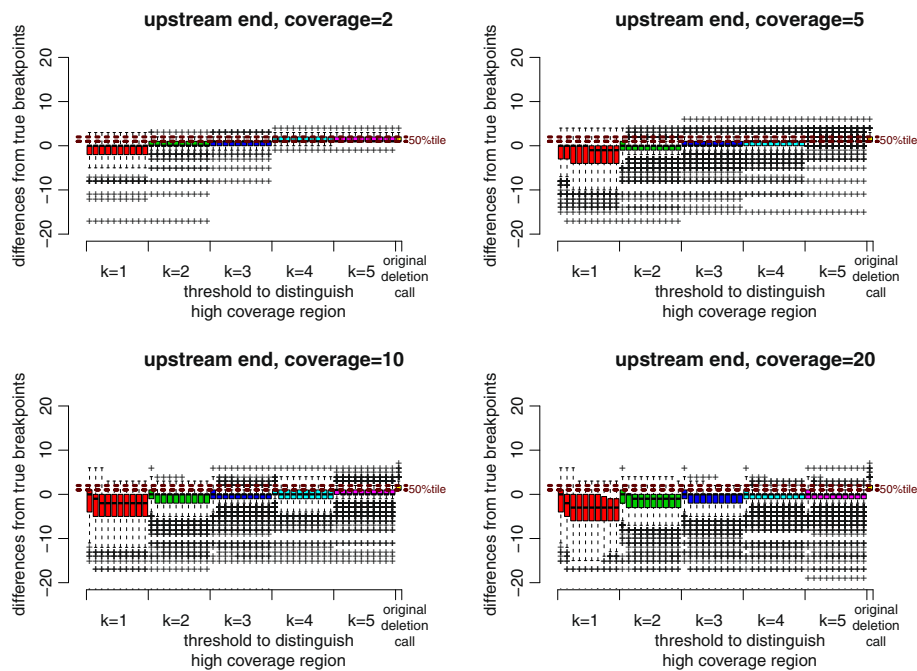 upstream end, coverage=2
differences from true breakpoints
20
10
0
−10
−20
50%tile
k=1 k=2 k=3 k=4 k=5
original
deletion
call
threshold to distinguish
high coverage region
upstream end, coverage=5
differences from true breakpoints
20
10
0
−10
−20
50%tile
k=1 k=2 k=3 k=4 k=5
original
deletion
call
threshold to distinguish
high coverage region
upstream end, coverage=10
differences from true breakpoints
20
10
0
−10
−20
50%tile
k=1 k=2 k=3 k=4 k=5
original
deletion
call
threshold to distinguish
high coverage region
upstream end, coverage=20
differences from true breakpoints
20
10
0
−10
−20
50%tile
k=1 k=2 k=3 k=4 k=5
original
deletion
call
threshold to distinguish
high coverage region